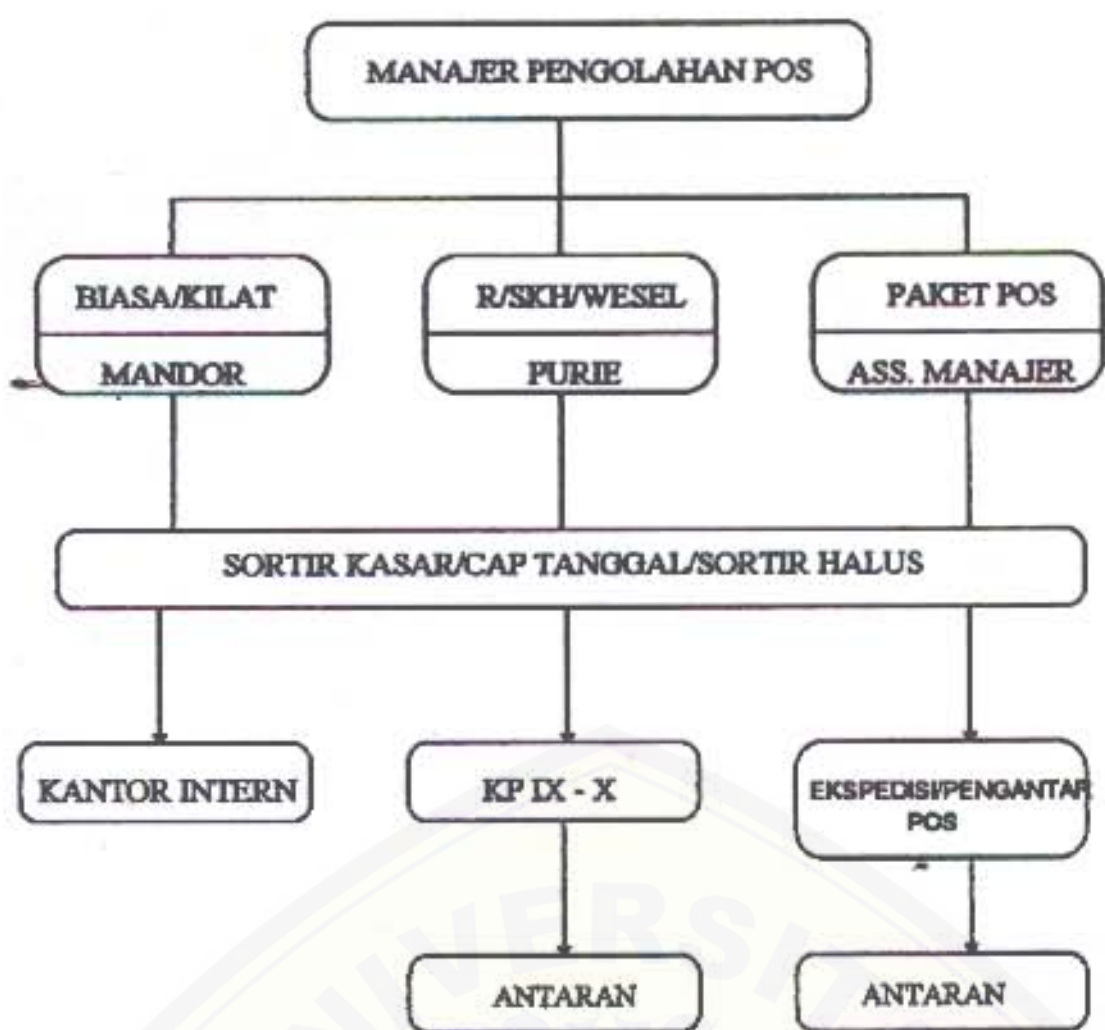 MANAJER PENGOLAHAN POS
BIASA/KILAT
MANDOR
R/SKH/WESEL
PURIE
PAKET POS
ASS. MANAJER
SORTIR KASAR/CAP TANGGAL/SORTIR HALUS
KANTOR INTERN
KP IX - X
EKSPEDISI/PENGANTAR
POS
ANTARAN
ANTARAN